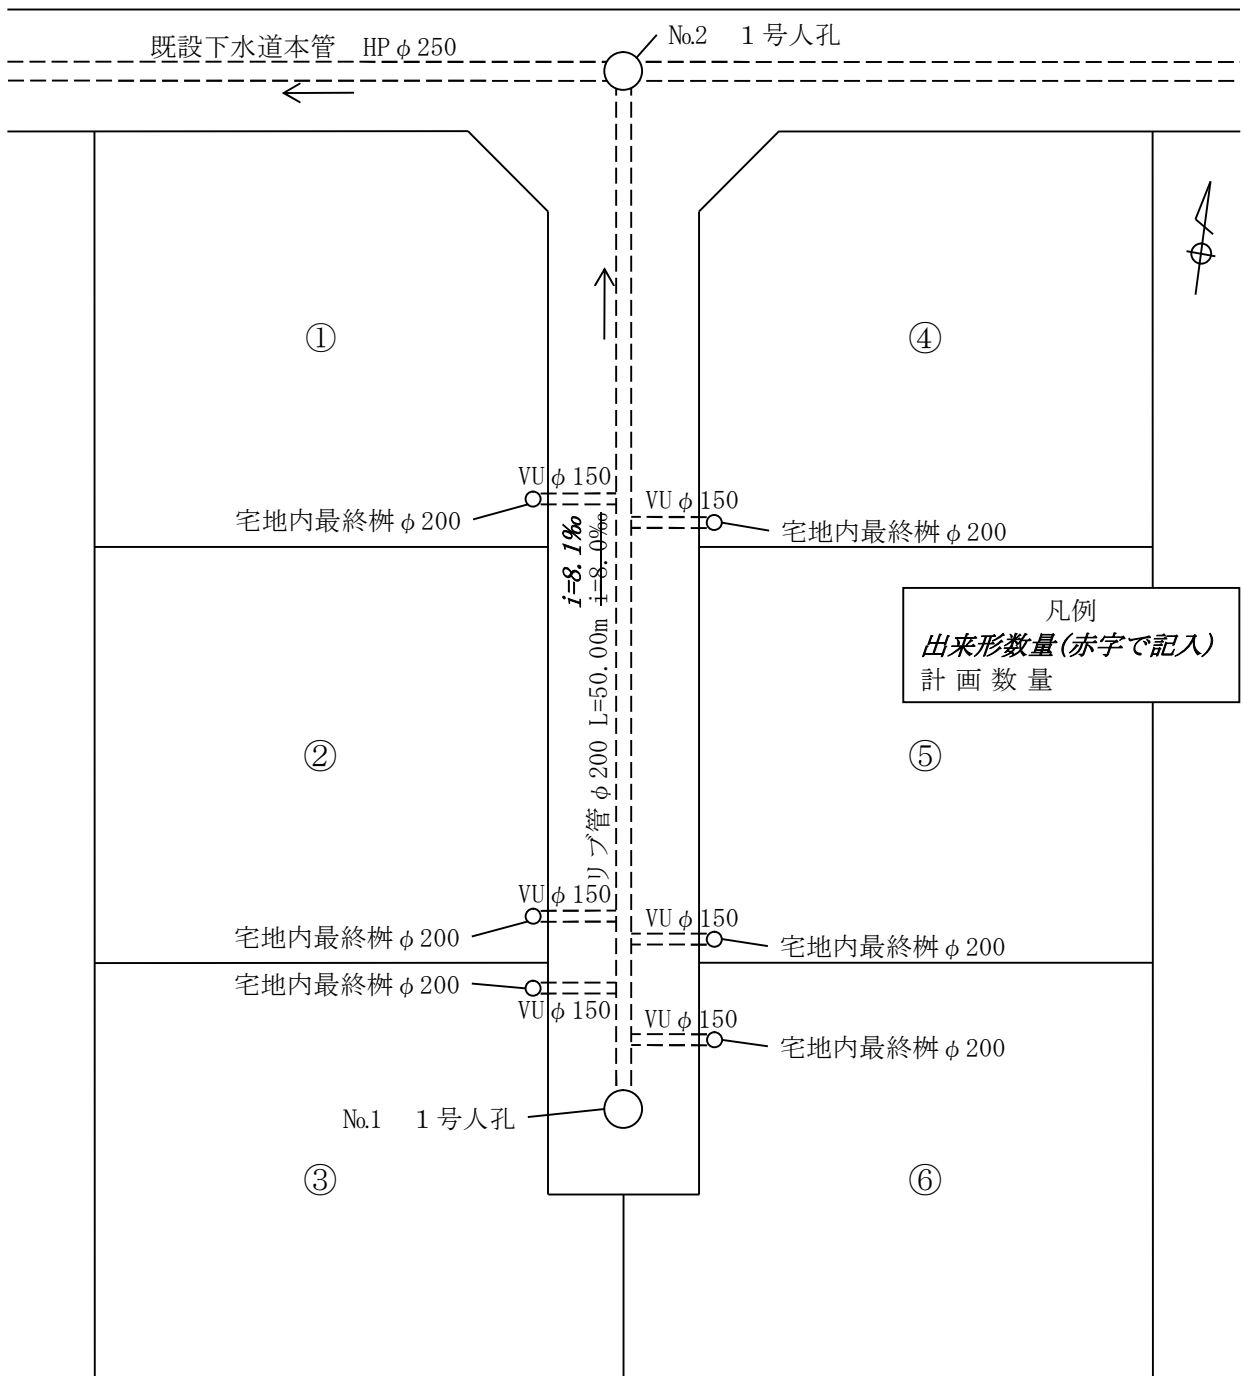 既設下水道本管　HPφ250
№2　１号人孔
①
④
VUφ150
宅地内最終桝φ200
VUφ150
宅地内最終桝φ200
i=8.1‰
リブ管φ200 L=50.00m i=8.0‰
凡例
出来形数量(赤字で記入)
計画数量
②
⑤
VUφ150
宅地内最終桝φ200
VUφ150
宅地内最終桝φ200
宅地内最終桝φ200
VUφ150
VUφ150
宅地内最終桝φ200
№1　１号人孔
③
⑥